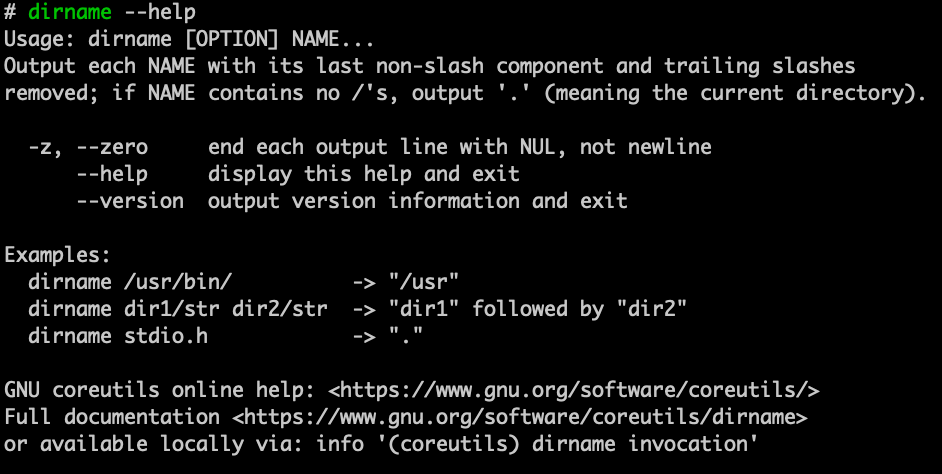 # dirname --help
Usage: dirname [OPTION] NAME...
Output each NAME with its last non-slash component and trailing slashes
removed; if NAME contains no /'s, output '.' (meaning the current directory).

  -z, --zero     end each output line with NUL, not newline
      --help     display this help and exit
      --version  output version information and exit

Examples:
  dirname /usr/bin/          -> "/usr"
  dirname dir1/str dir2/str  -> "dir1" followed by "dir2"
  dirname stdio.h            -> "."

GNU coreutils online help: <https://www.gnu.org/software/coreutils/>
Full documentation <https://www.gnu.org/software/coreutils/dirname>
or available locally via: info '(coreutils) dirname invocation'